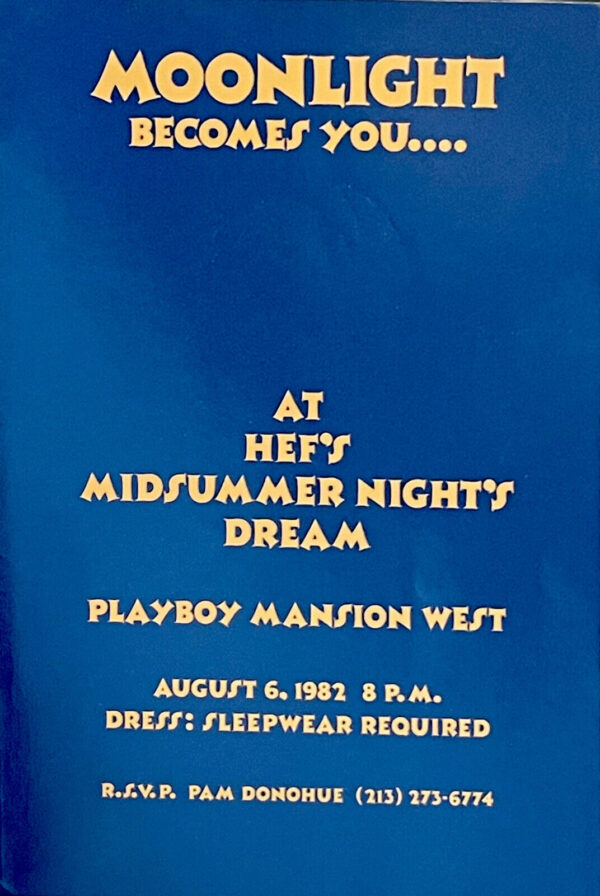 MOONLIGHT
BECOMES YOU....
AT
HEF'S
MIDSUMMER NIGHT'S
DREAM
PLAYBOY MANSION WEST
AUGUST 6, 1982 8 P.M.
DRESS: SLEEPWEAR REQUIRED
R.S.V.P. PAM DONOHUE (213) 273-6774